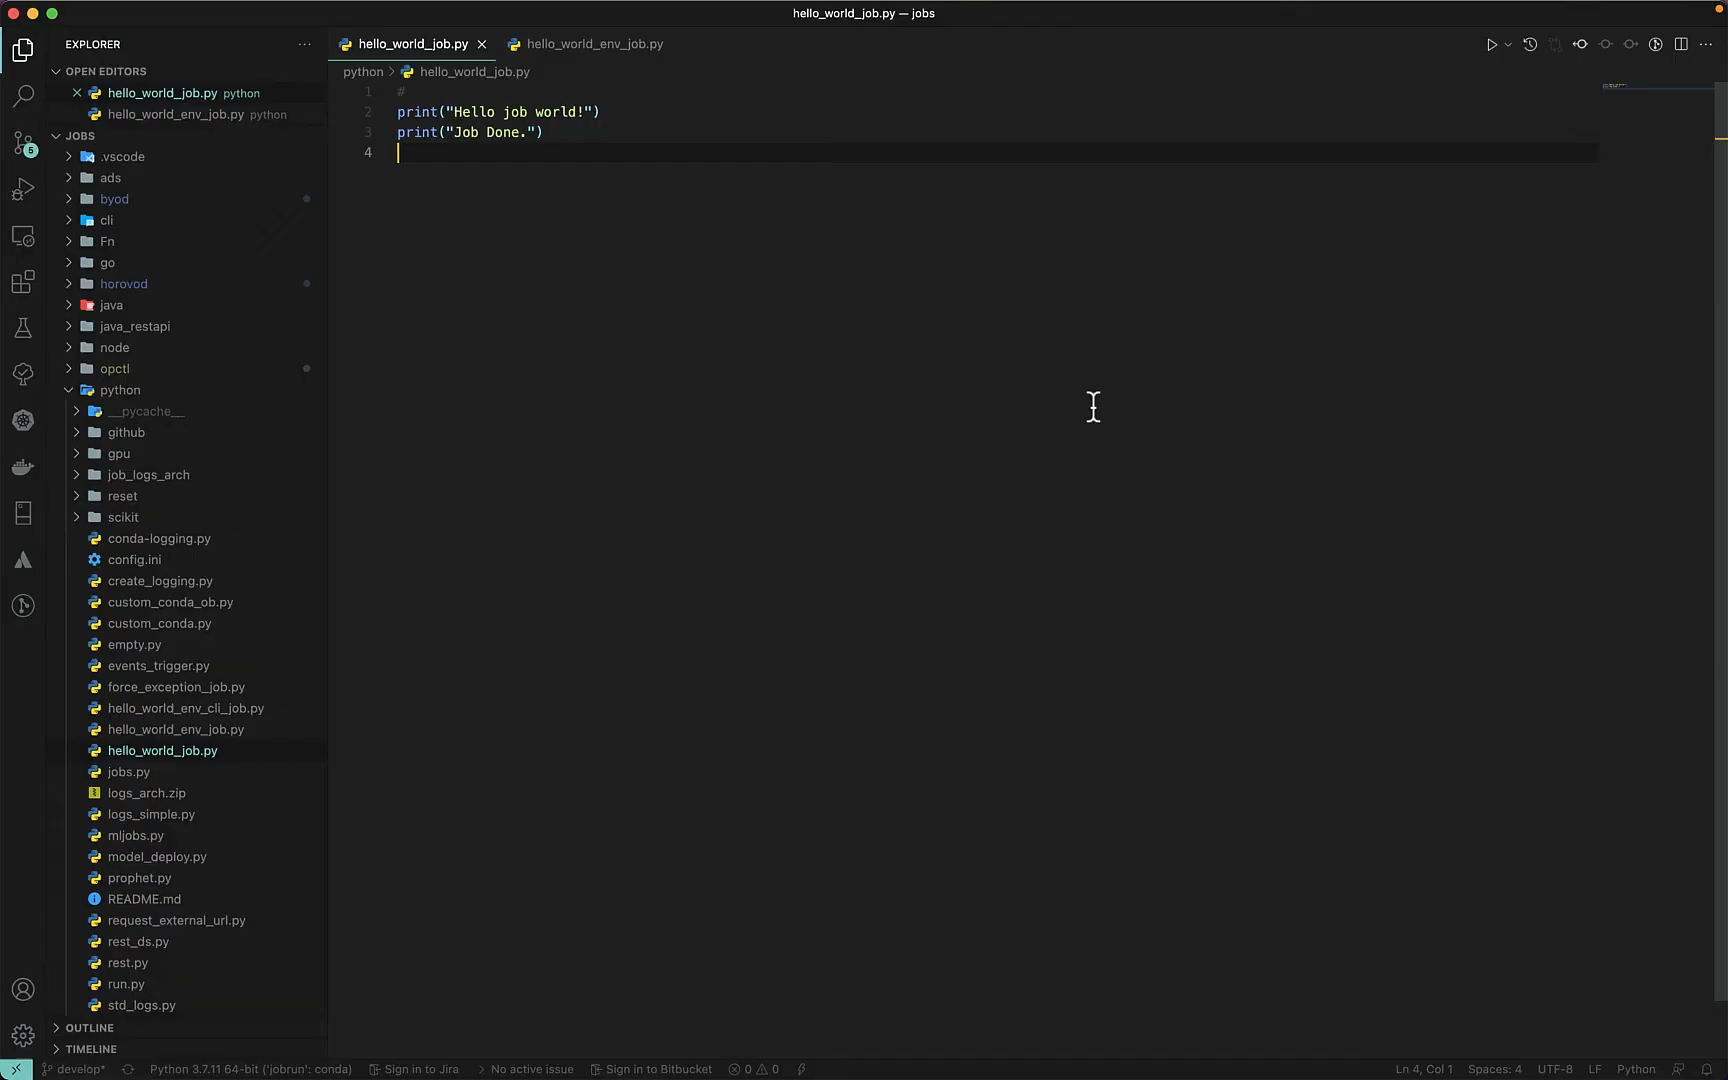 hello_world_job.py — jobs
EXPLORER
OPEN EDITORS
hello_world_job.py python
hello_world_env_job.py python
JOBS
.vscode
ads
byod
cli
Fn
go
horovod
java
java_restapi
node
opctl
python
__pycache__
github
gpu
job_logs_arch
reset
scikit
conda-logging.py
config.ini
create_logging.py
custom_conda_ob.py
custom_conda.py
empty.py
events_trigger.py
force_exception_job.py
hello_world_env_cli_job.py
hello_world_env_job.py
hello_world_job.py
jobs.py
logs_arch.zip
logs_simple.py
mljobs.py
model_deploy.py
prophet.py
README.md
request_external_url.py
rest_ds.py
rest.py
run.py
std_logs.py
OUTLINE
TIMELINE
5
hello_world_job.py
hello_world_env_job.py
python > hello_world_job.py
1 #
2 print("Hello job world!")
3 print("Job Done.")
4
develop* Python 3.7.11 64-bit ('jobrun': conda) Sign in to Jira No active issue Sign in to Bitbucket 0 0 Ln 4, Col 1 Spaces: 4 UTF-8 LF Python